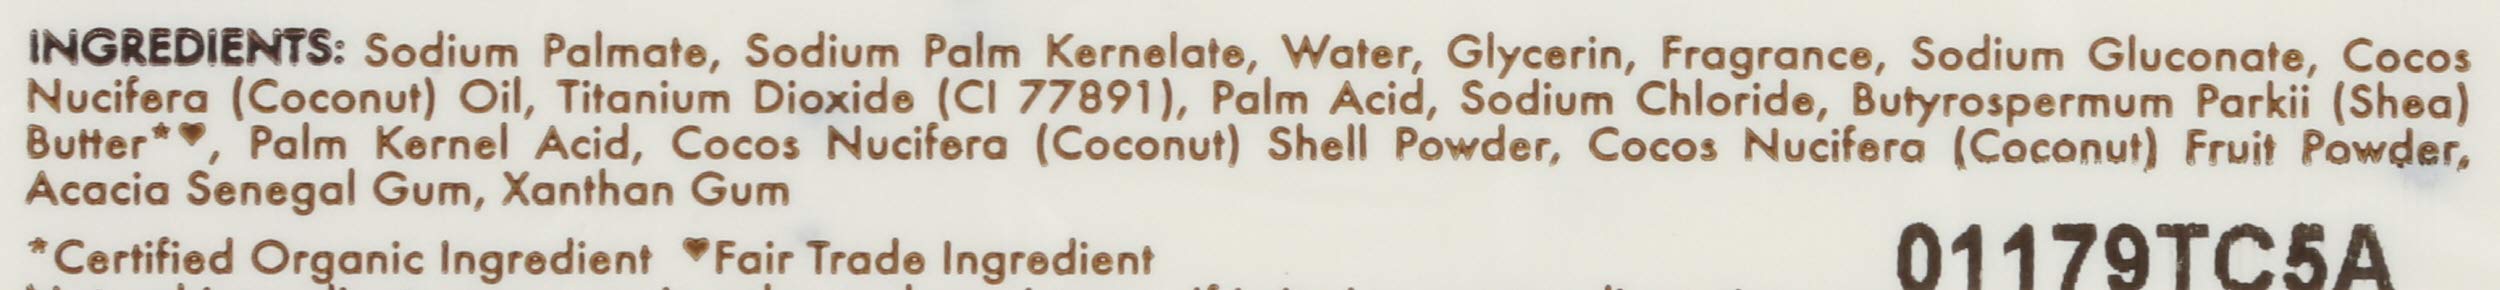 INGREDIENTS: Sodium Palmate, Sodium Palm Kernelate, Water, Glycerin, Fragrance, Sodium Gluconate, Cocos
Nucifera (Coconut) Oil, Titanium Dioxide (CI 77891), Palm Acid, Sodium Chloride, Butyrospermum Parkii (Shea)
Butter*♥, Palm Kernel Acid, Cocos Nucifera (Coconut) Shell Powder, Cocos Nucifera (Coconut) Fruit Powder,
Acacia Senegal Gum, Xanthan Gum
*Certified Organic Ingredient ♥Fair Trade Ingredient
01179TC5A